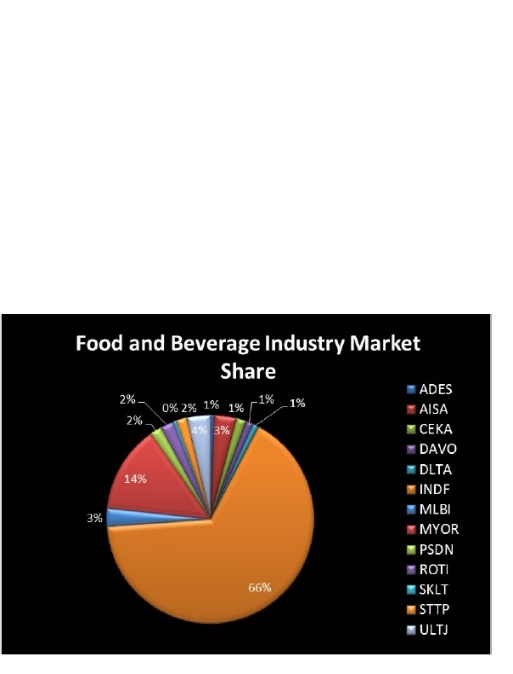 Food and Beverage Industry Market
Share
2%
0%
2%
1%
1%
1%
1%
2%
4%
3%
14%
3%
66%
ADES
AISA
CEKA
DAVO
DLTA
INDF
MLBI
MYOR
PSDN
ROTI
SKLT
STTP
ULTJ